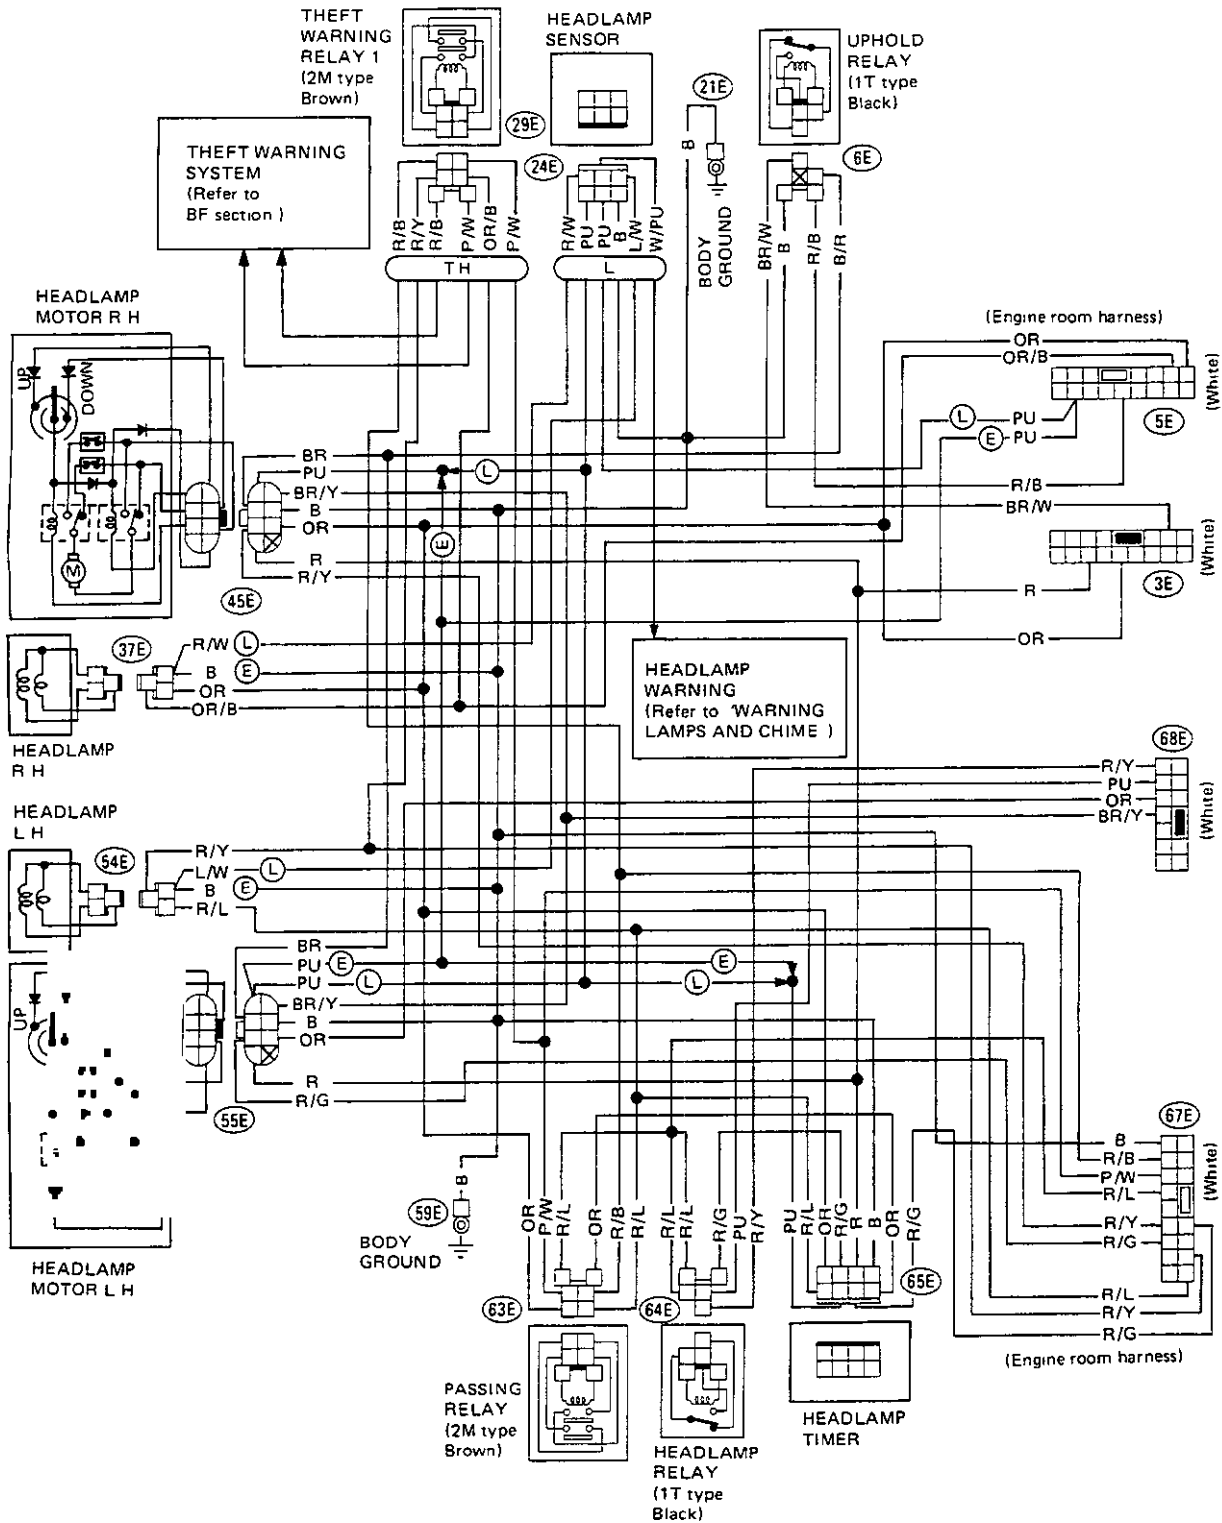 THEFT
WARNING
RELAY 1
(2M type
Brown)
HEADLAMP
SENSOR
UPHOLD
RELAY
(1T type
Black)
21E
29E
24E
6E
THEFT WARNING
SYSTEM
(Refer to
BF section )
B
R/B
R/Y
R/B
P/W
OR/B
P/W
R/W
PU
PU
B
L/W
W/PU
BR/W
B
R/B
B/R
BODY
GROUND
TH
L
HEADLAMP
MOTOR R H
UP
DOWN
M
(Engine room harness)
OR
OR/B
(White)
L PU
5E
E PU
R/B
BR/W
(White)
3E
R
OR
BR
PU
L
BR/Y
B
OR
E
R
R/Y
45E
37E
R/W L
B E
OR
OR/B
HEADLAMP
R H
HEADLAMP
WARNING
(Refer to 'WARNING
LAMPS AND CHIME )
68E
R/Y
PU
OR
BR/Y
(White)
HEADLAMP
L H
54E
R/Y
L/W L
B E
R/L
BR
PU E
E
PU L
L
BR/Y
B
OR
R
R/G
UP
55E
67E
B
R/B
P/W
R/L
R/Y
R/G
R/L
R/Y
R/G
(White)
(Engine room harness)
HEADLAMP
MOTOR L H
B
59E
BODY
GROUND
OR
P/W
R/L
OR
R/B
R/L
R/L
R/L
R/G
PU
R/Y
PU
R/L
OR
R/G
R
B
OR
R/G
63E
64E
65E
PASSING
RELAY
(2M type
Brown)
HEADLAMP
RELAY
(1T type
Black)
HEADLAMP
TIMER